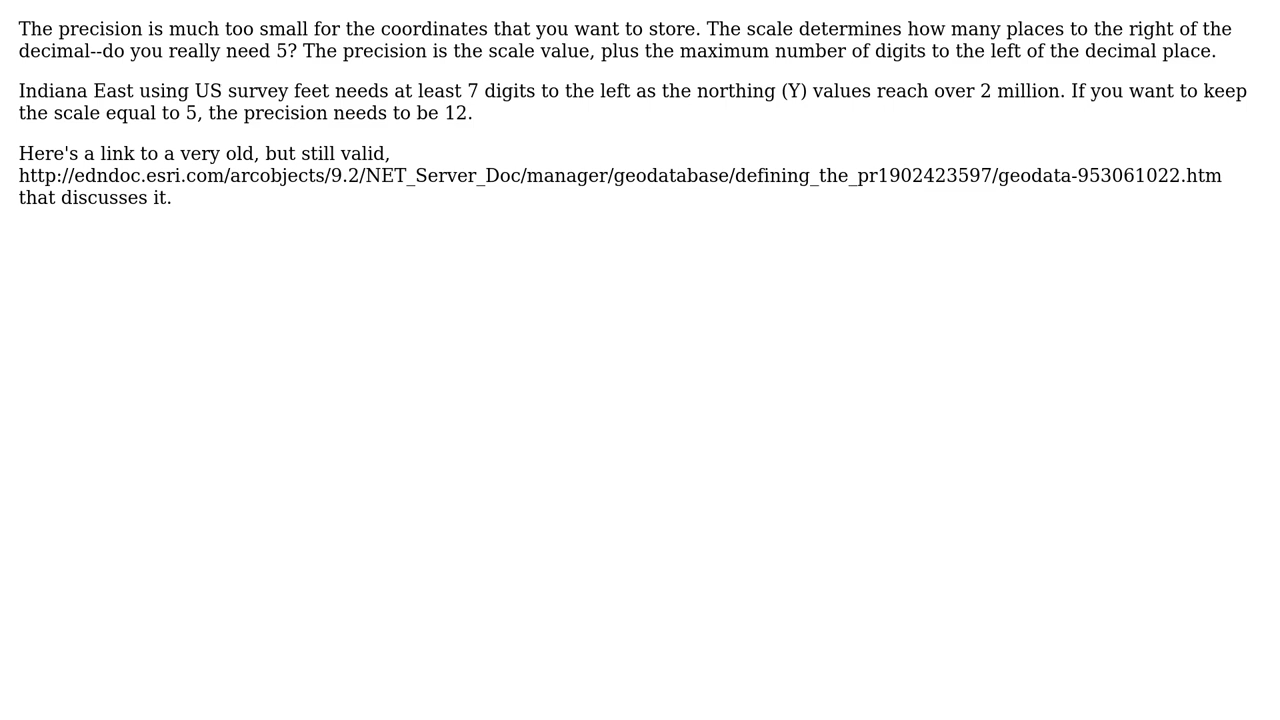 The precision is much too small for the coordinates that you want to store. The scale determines how many places to the right of the
decimal--do you really need 5? The precision is the scale value, plus the maximum number of digits to the left of the decimal place.
Indiana East using US survey feet needs at least 7 digits to the left as the northing (Y) values reach over 2 million. If you want to keep
the scale equal to 5, the precision needs to be 12.
Here's a link to a very old, but still valid,
http://edndoc.esri.com/arcobjects/9.2/NET_Server_Doc/manager/geodatabase/defining_the_pr1902423597/geodata-953061022.htm
that discusses it.